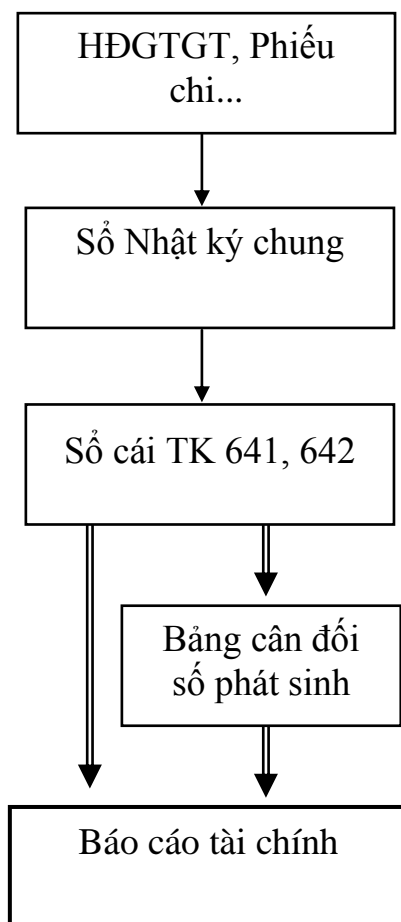 HĐGTGT, Phiếu
chi...
Sổ Nhật ký chung
Sổ cái TK 641, 642
Bảng cân đối
số phát sinh
Báo cáo tài chính